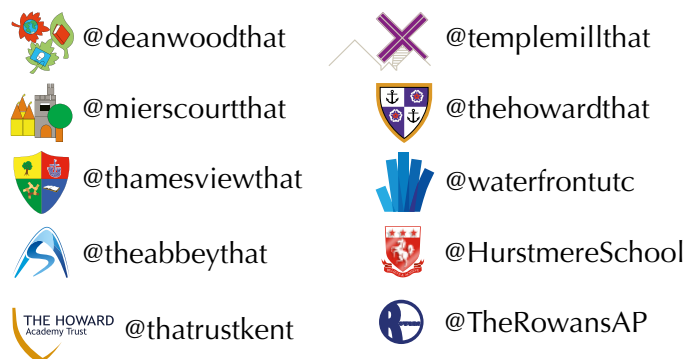 @deanwoodthat
@mierscourtthat
@thamesviewthat
@theabbeythat
THE HOWARD
Academy Trust
@thatrustkent
@templemillthat
@thehowardthat
@waterfrontutc
@HurstmereSchool
@TheRowansAP